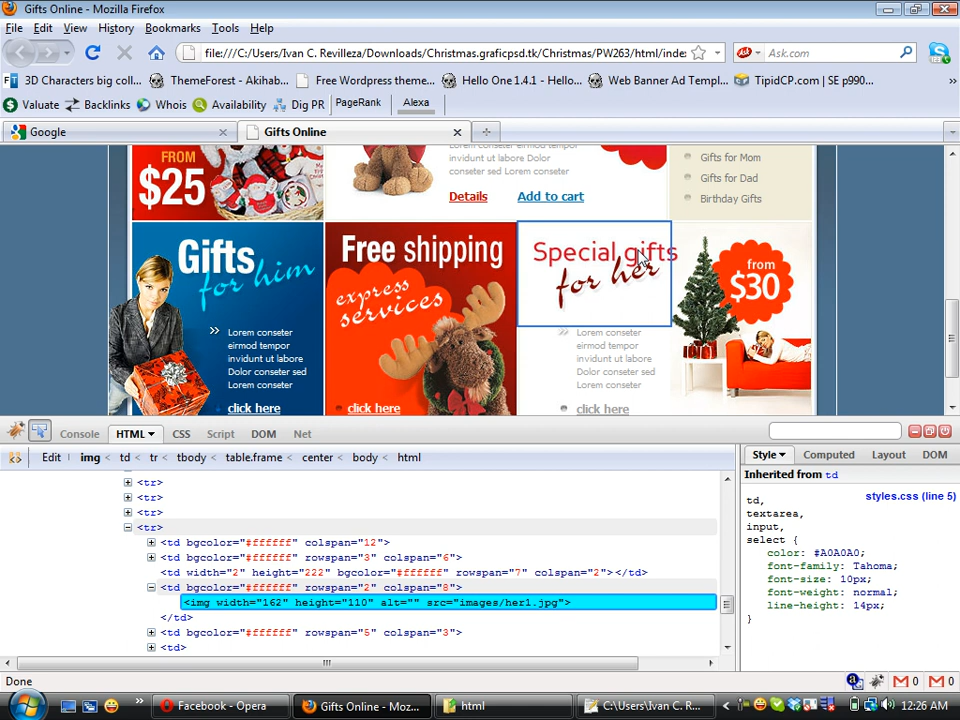 Gifts Online - Mozilla Firefox
File Edit View History Bookmarks Tools Help
file:///C:/Users/Ivan C. Revilleza/Downloads/Christmas.graficpsd.tk/Christmas/PW263/html/inde: Ask.com
3D Characters big coll... ThemeForest - Akihab... Free Wordpress theme... Hello One 1.4.1 - Hello... Web Banner Ad Templ... TipidCP.com | SE p990... »
Valuate Backlinks Whois Availability Dig PR PageRank Alexa
Google Gifts Online
FROM
$25
Lorem conseter
eirmod tempor
invidunt ut labore Dolor
conseter sed Lorem
Details Add to cart
Gifts for Mom
Gifts for Dad
Birthday Gifts
Gifts
for him
Lorem conseter
eirmod tempor
invidunt ut labore
Dolor conseter sed
Lorem conseter
click here
Free shipping
express
services
click here
Special gifts
for her
Lorem conseter
eirmod tempor
invidunt ut labore
Dolor conseter sed
Lorem conseter
click here
from
$30
Console HTML CSS Script DOM Net
Edit img < td < tr < tbody < table.frame < center < body < html
<tr>
<tr>
<tr>
<tr>
<td bgcolor="#ffffff" colspan="12">
<td bgcolor="#ffffff" rowspan="3" colspan="6">
<td width="2" height="222" bgcolor="#ffffff" rowspan="7" colspan="2"></td>
<td bgcolor="#ffffff" rowspan="2" colspan="8">
<img width="162" height="110" alt="" src="images/her1.jpg">
</td>
<td bgcolor="#ffffff" rowspan="5" colspan="3">
<td>
Style Computed Layout DOM
Inherited from td
styles.css (line 5)
td,
textarea,
input,
select {
color: #A0A0A0;
font-family: Tahoma;
font-size: 10px;
font-weight: normal;
line-height: 14px;
}
Done 0 0
Facebook - Opera Gifts Online - Moz... html C:\Users\Ivan C. R... 12:26 AM